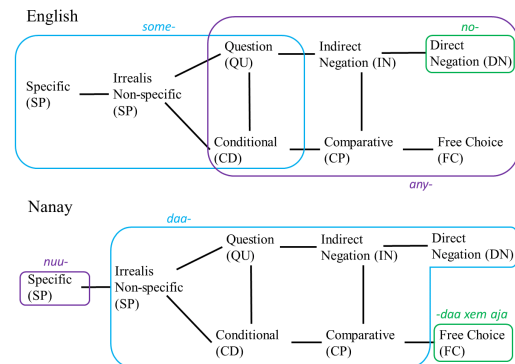 English
some-
no-
Specific
(SP)
Irrealis
Non-specific
(SP)
Question
(QU)
Indirect
Negation (IN)
Direct
Negation (DN)
Conditional
(CD)
Comparative
(CP)
Free Choice
(FC)
any-
Nanay
daa-
nuu-
Specific
(SP)
Irrealis
Non-specific
(SP)
Question
(QU)
Indirect
Negation (IN)
Direct
Negation (DN)
-daa xem aja
Conditional
(CD)
Comparative
(CP)
Free Choice
(FC)